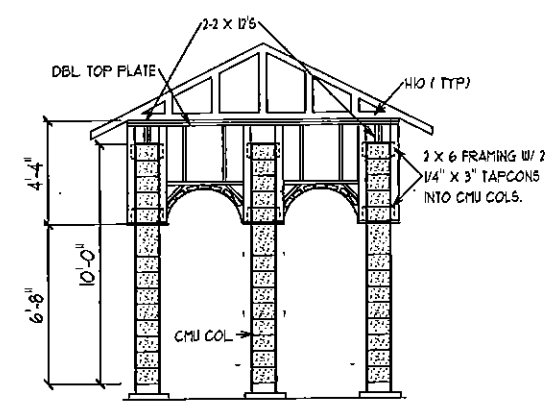 2-2 X 12'S
DBL TOP PLATE
H10 (TYP)
2 X 6 FRAMING W/ 2
1/4" X 3" TAPCONS
INTO CMU COLS.
4'-4"
10'-0"
6'-8"
CMU COL